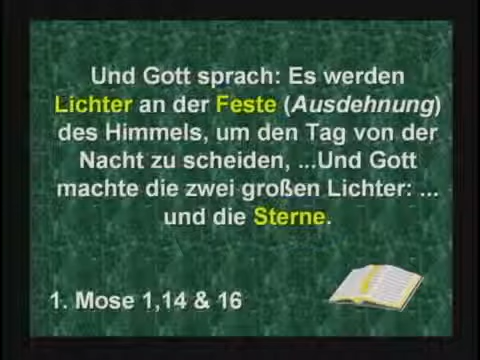 Und Gott sprach: Es werden
Lichter an der Feste (Ausdehnung)
des Himmels, um den Tag von der
Nacht zu scheiden, ...Und Gott
machte die zwei großen Lichter: ...
und die Sterne.
1. Mose 1,14 & 16